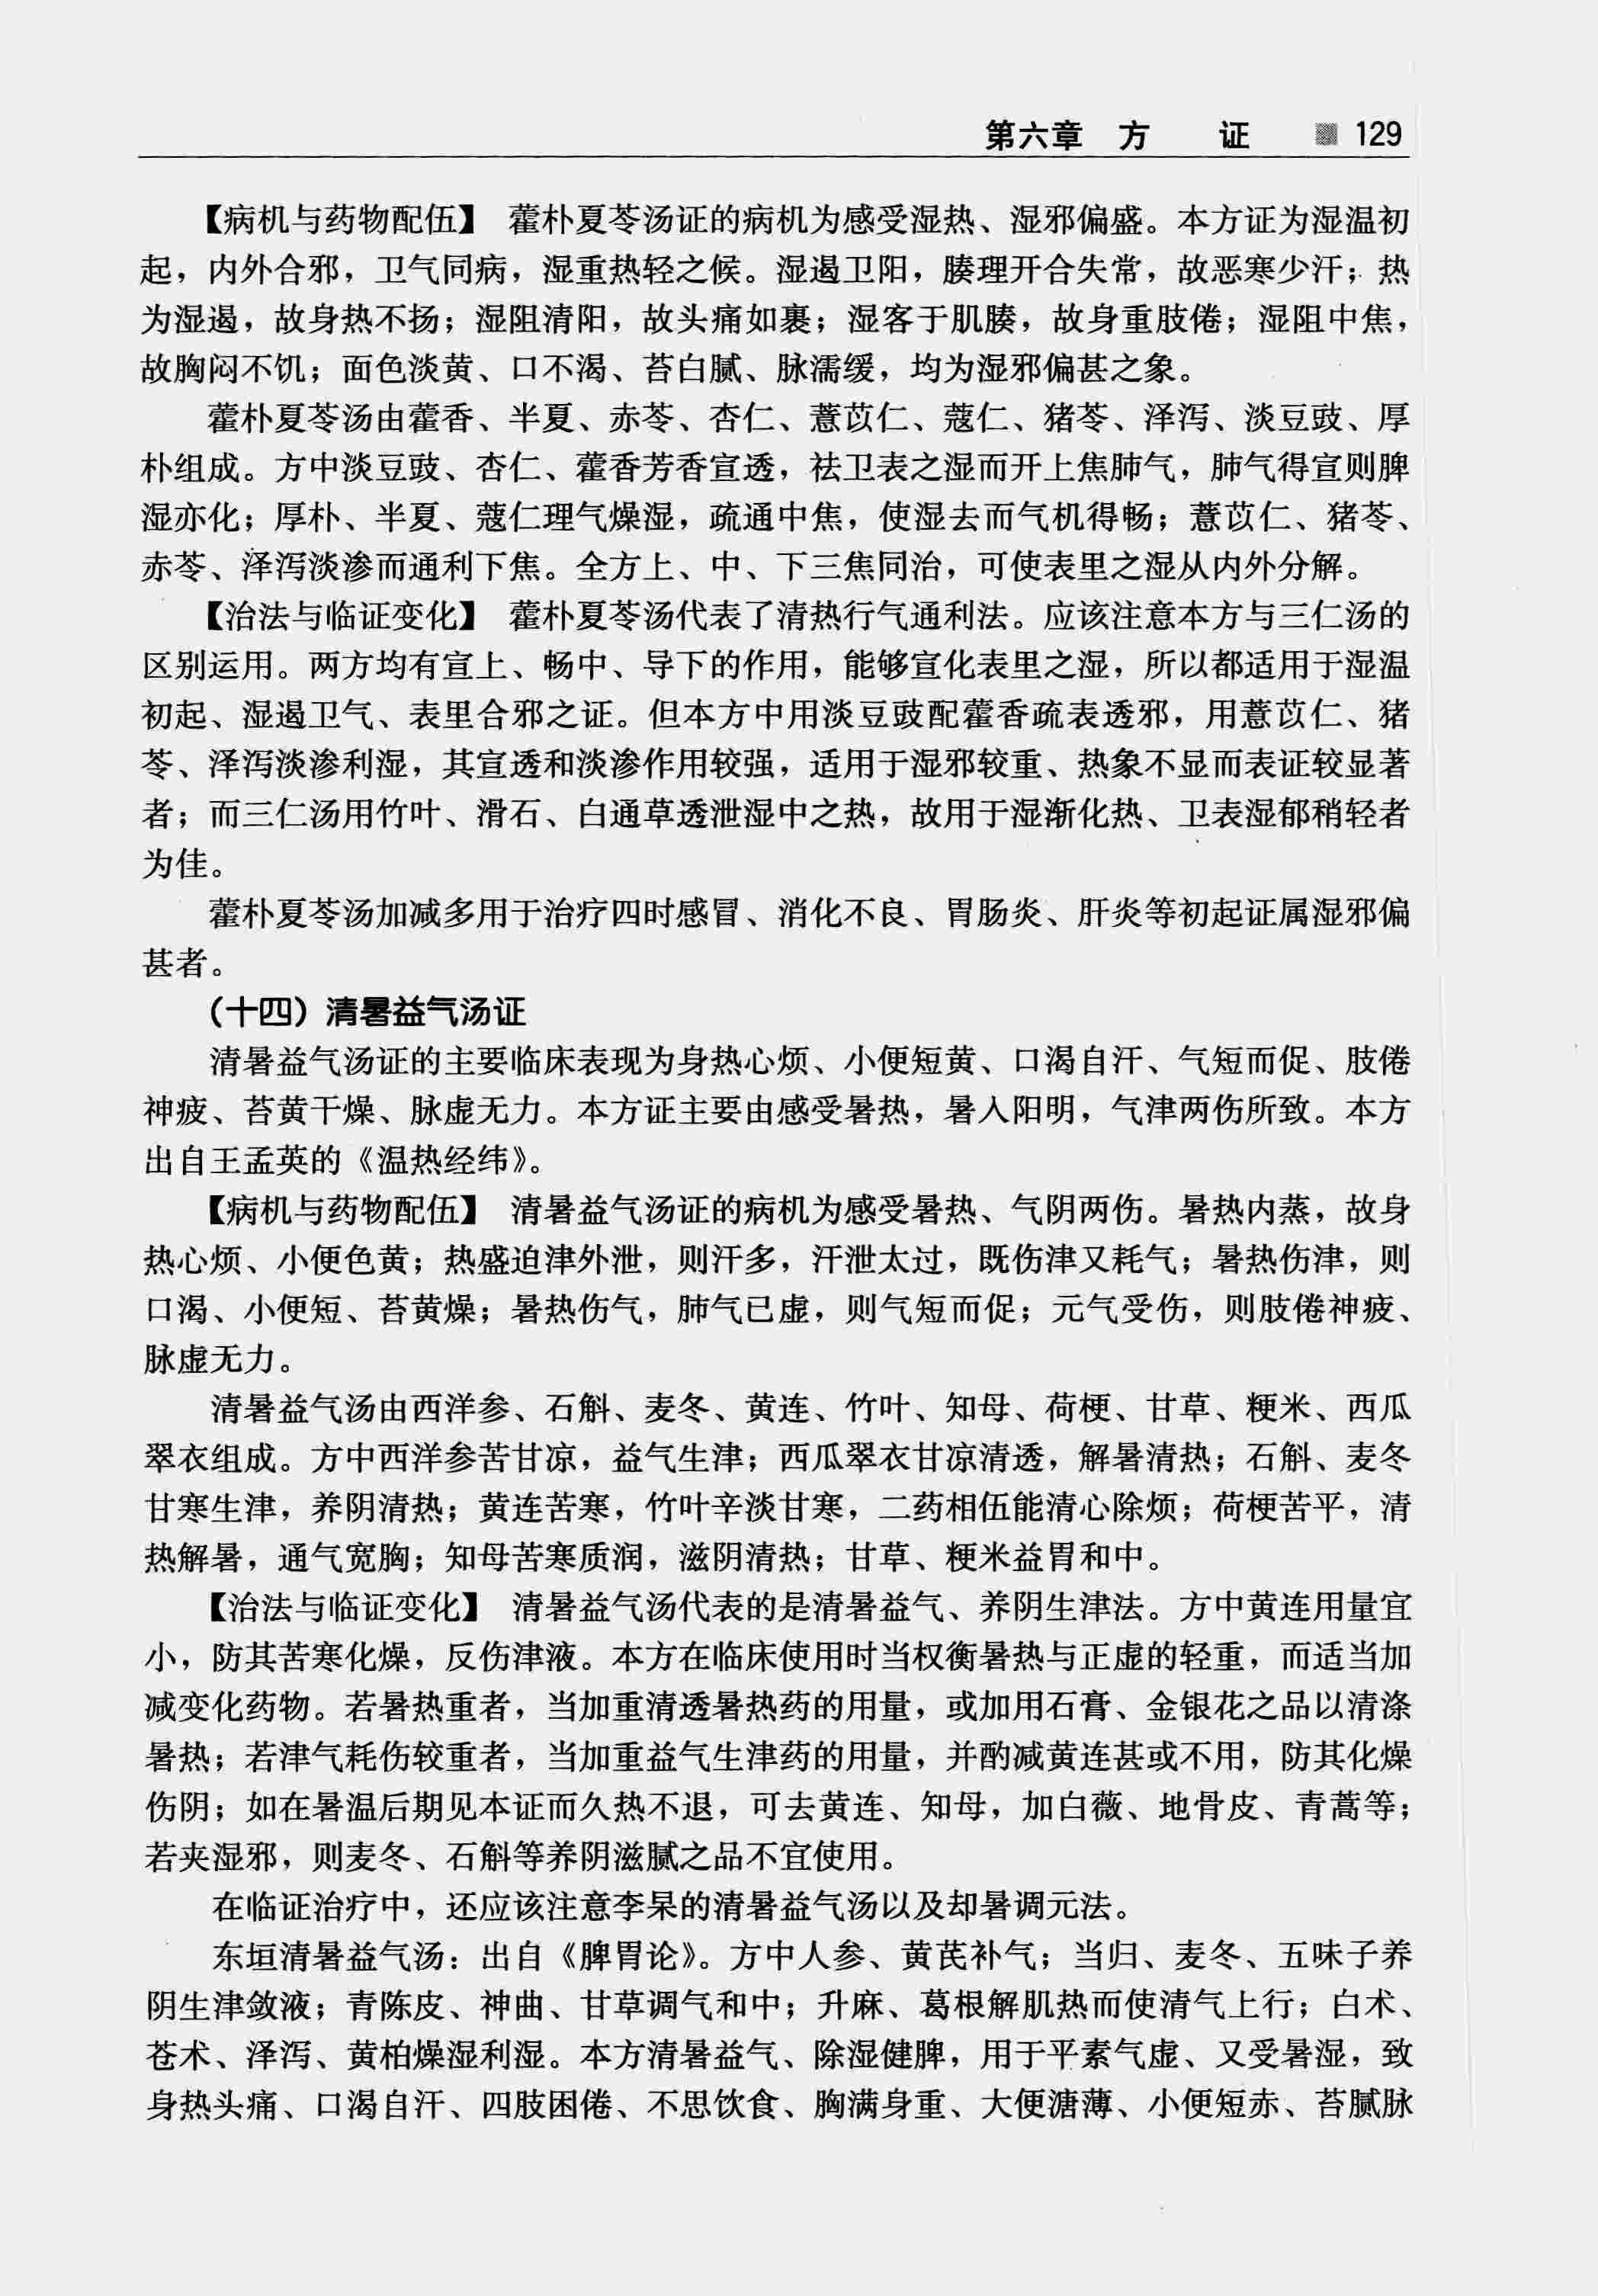 第六章 方 证 129
【病机与药物配伍】 藿朴夏苓汤证的病机为感受湿热、湿邪偏盛。本方证为湿温初
起，内外合邪，卫气同病，湿重热轻之候。湿遏卫阳，腠理开合失常，故恶寒少汗；热
为湿遏，故身热不扬；湿阻清阳，故头痛如裹；湿客于肌腠，故身重肢倦；湿阻中焦，
故胸闷不饥；面色淡黄、口不渴、苔白腻、脉濡缓，均为湿邪偏甚之象。
藿朴夏苓汤由藿香、半夏、赤苓、杏仁、薏苡仁、蔻仁、猪苓、泽泻、淡豆豉、厚
朴组成。方中淡豆豉、杏仁、藿香芳香宣透，祛卫表之湿而开上焦肺气，肺气得宣则脾
湿亦化；厚朴、半夏、蔻仁理气燥湿，疏通中焦，使湿去而气机得畅；薏苡仁、猪苓、
赤苓、泽泻淡渗而通利下焦。全方上、中、下三焦同治，可使表里之湿从内外分解。
【治法与临证变化】 藿朴夏苓汤代表了清热行气通利法。应该注意本方与三仁汤的
区别运用。两方均有宣上、畅中、导下的作用，能够宣化表里之湿，所以都适用于湿温
初起、湿遏卫气、表里合邪之证。但本方中用淡豆豉配藿香疏表透邪，用薏苡仁、猪
苓、泽泻淡渗利湿，其宣透和淡渗作用较强，适用于湿邪较重、热象不显而表证较显著
者；而三仁汤用竹叶、滑石、白通草透泄湿中之热，故用于湿渐化热、卫表湿郁稍轻者
为佳。
藿朴夏苓汤加减多用于治疗四时感冒、消化不良、胃肠炎、肝炎等初起证属湿邪偏
甚者。
（十四）清暑益气汤证
清暑益气汤证的主要临床表现为身热心烦、小便短黄、口渴自汗、气短而促、肢倦
神疲、苔黄干燥、脉虚无力。本方证主要由感受暑热，暑入阳明，气津两伤所致。本方
出自王孟英的《温热经纬》。
【病机与药物配伍】 清暑益气汤证的病机为感受暑热、气阴两伤。暑热内蒸，故身
热心烦、小便色黄；热盛迫津外泄，则汗多，汗泄太过，既伤津又耗气；暑热伤津，则
口渴、小便短、苔黄燥；暑热伤气，肺气已虚，则气短而促；元气受伤，则肢倦神疲、
脉虚无力。
清暑益气汤由西洋参、石斛、麦冬、黄连、竹叶、知母、荷梗、甘草、粳米、西瓜
翠衣组成。方中西洋参苦甘凉，益气生津；西瓜翠衣甘凉清透，解暑清热；石斛、麦冬
甘寒生津，养阴清热；黄连苦寒，竹叶辛淡甘寒，二药相伍能清心除烦；荷梗苦平，清
热解暑，通气宽胸；知母苦寒质润，滋阴清热；甘草、粳米益胃和中。
【治法与临证变化】 清暑益气汤代表的是清暑益气、养阴生津法。方中黄连用量宜
小，防其苦寒化燥，反伤津液。本方在临床使用时当权衡暑热与正虚的轻重，而适当加
减变化药物。若暑热重者，当加重清透暑热药的用量，或加用石膏、金银花之品以清涤
暑热；若津气耗伤较重者，当加重益气生津药的用量，并酌减黄连甚或不用，防其化燥
伤阴；如在暑温后期见本证而久热不退，可去黄连、知母，加白薇、地骨皮、青蒿等；
若夹湿邪，则麦冬、石斛等养阴滋腻之品不宜使用。
在临证治疗中，还应该注意李杲的清暑益气汤以及却暑调元法。
东垣清暑益气汤：出自《脾胃论》。方中人参、黄芪补气；当归、麦冬、五味子养
阴生津敛液；青陈皮、神曲、甘草调气和中；升麻、葛根解肌热而使清气上行；白术、
苍术、泽泻、黄柏燥湿利湿。本方清暑益气、除湿健脾，用于平素气虚、又受暑湿，致
身热头痛、口渴自汗、四肢困倦、不思饮食、胸满身重、大便溏薄、小便短赤、苔腻脉